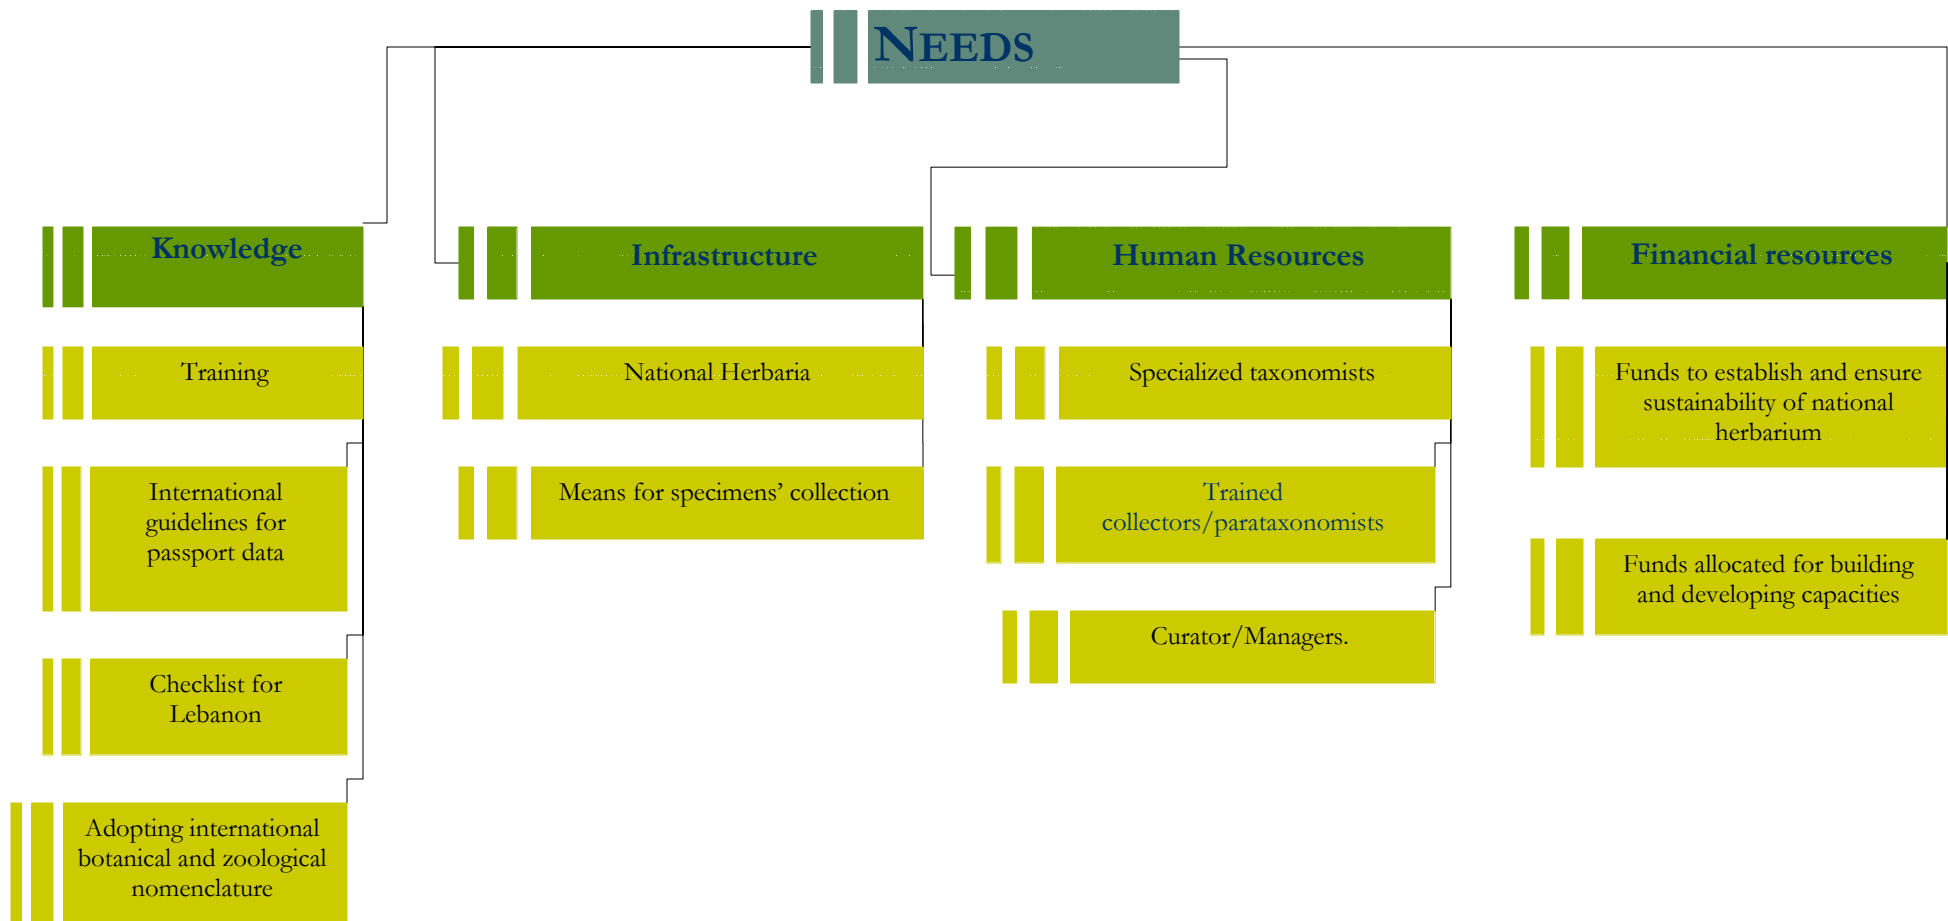 NEEDS
Knowledge
Training
International
guidelines for
passport data
Checklist for
Lebanon
Adopting international
botanical and zoological
nomenclature
Infrastructure
National Herbaria
Means for specimens’ collection
Human Resources
Specialized taxonomists
Trained
collectors/parataxonomists
Curator/Managers.
Financial resources
Funds to establish and ensure
sustainability of national
herbarium
Funds allocated for building
and developing capacities